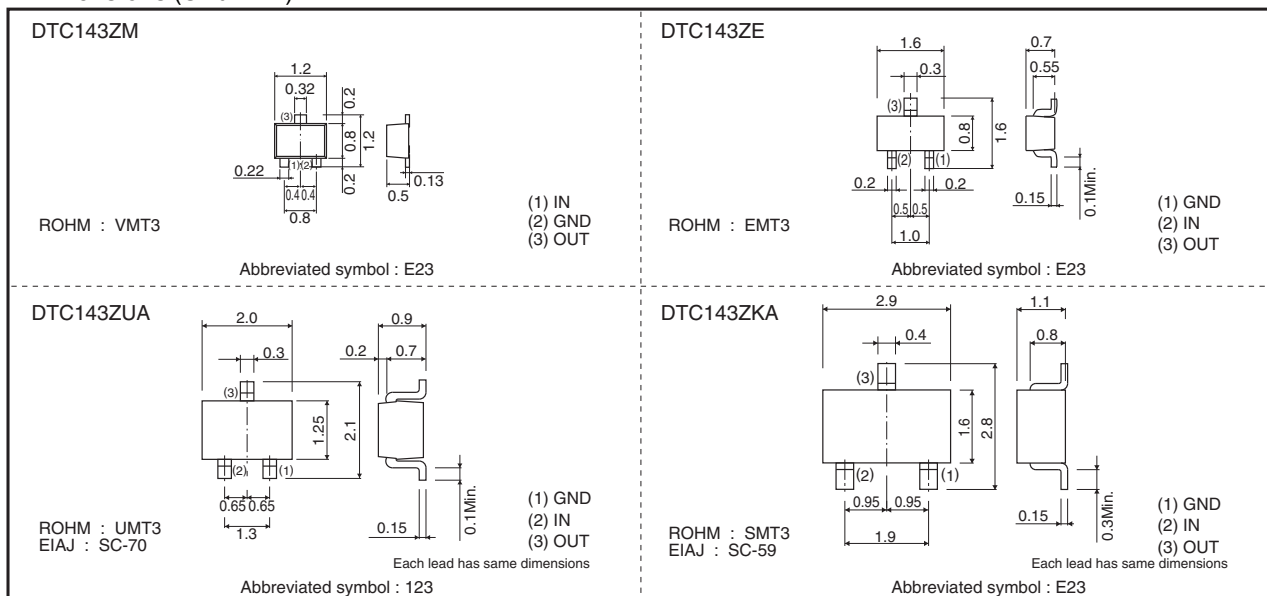 DTC143ZM
1.2
0.32
0.2
(3)
0.8
1.2
(1)
(2)
0.22
0.2
0.4
0.4
0.8
0.13
0.5
ROHM : VMT3
(1) IN
(2) GND
(3) OUT
Abbreviated symbol : E23
DTC143ZE
1.6
0.3
0.7
0.55
(3)
0.8
1.6
(2)
(1)
0.2
0.2
0.5
0.5
1.0
0.15
0.1Min.
ROHM : EMT3
(1) GND
(2) IN
(3) OUT
Abbreviated symbol : E23
DTC143ZUA
2.0
0.3
0.9
0.2
0.7
(3)
1.25
2.1
(2)
(1)
0.65
0.65
1.3
0.15
0.1Min.
ROHM : UMT3
EIAJ : SC-70
(1) GND
(2) IN
(3) OUT
Each lead has same dimensions
Abbreviated symbol : 123
DTC143ZKA
2.9
0.4
1.1
0.8
(3)
1.6
2.8
(2)
(1)
0.95
0.95
1.9
0.15
0.3Min.
ROHM : SMT3
EIAJ : SC-59
(1) GND
(2) IN
(3) OUT
Each lead has same dimensions
Abbreviated symbol : E23